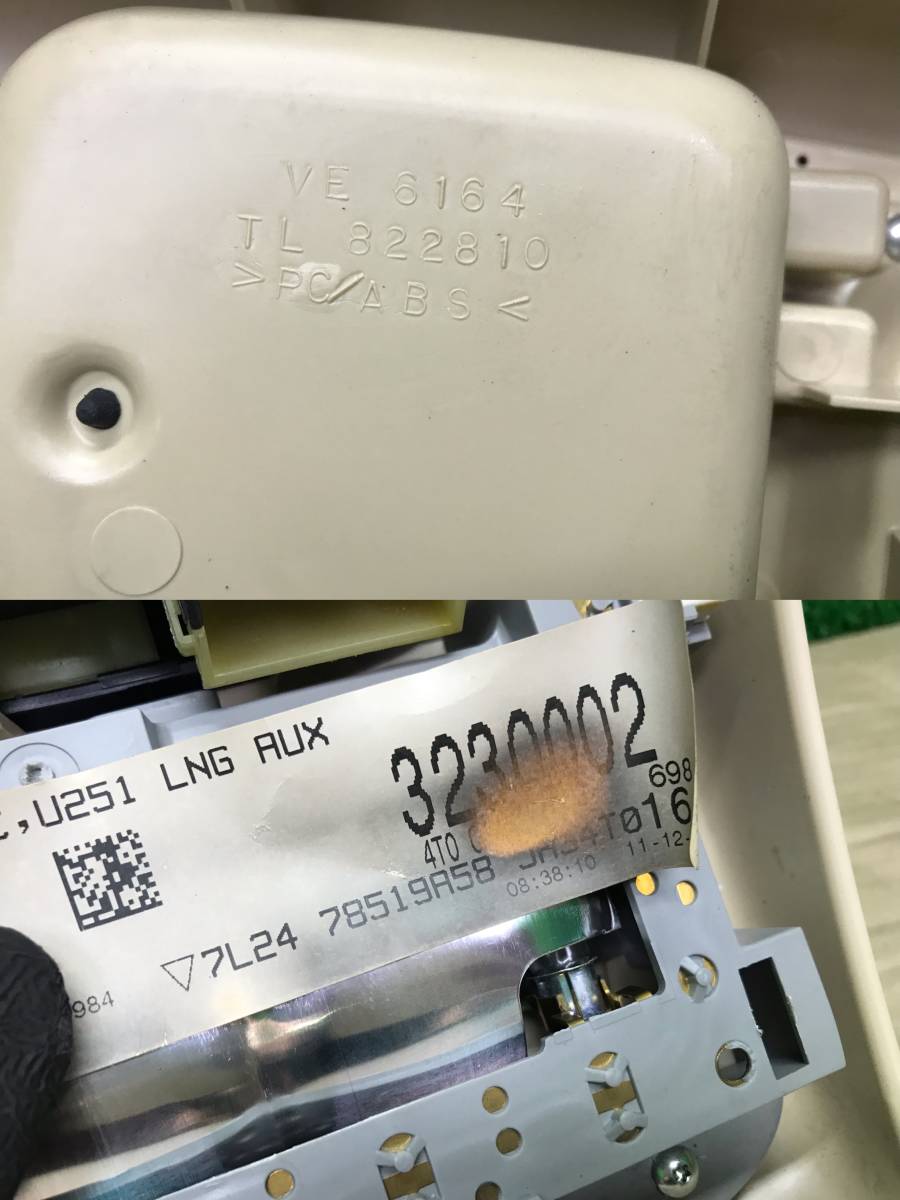 VE 6164
TL 822810
>PC/ABS<
,U251 LNG AUX
3230002
698
4T0
16
11-12-
08:38:10
▽7L24 78519A58
984